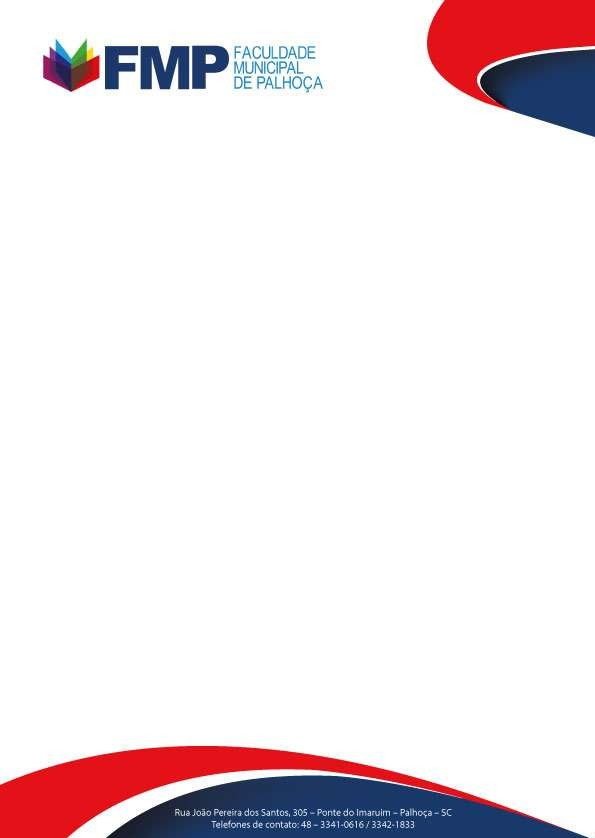 FMP
FACULDADE
MUNICIPAL
DE PALHOÇA
Rua João Pereira dos Santos, 305 – Ponte do Imaruim – Palhoça – SC
Telefones de contato: 48 – 3341-0616 / 3342-1833